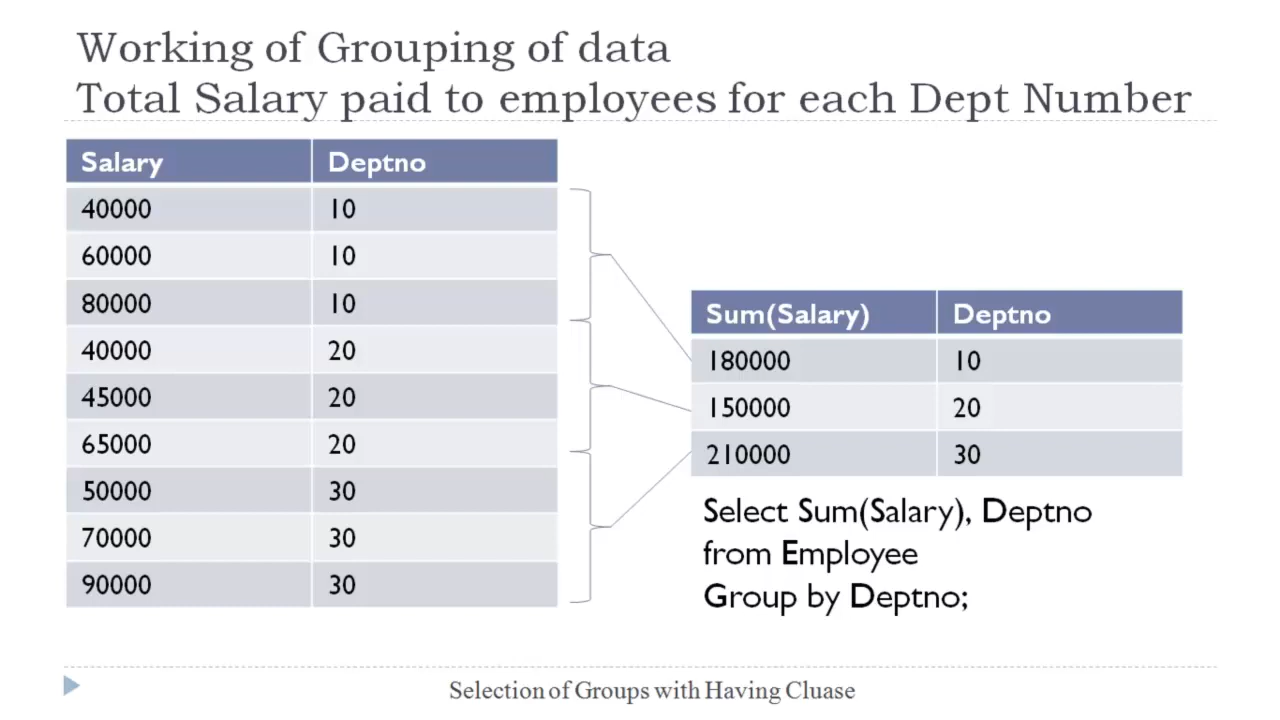 Working of Grouping of data
Total Salary paid to employees for each Dept Number
Salary Deptno
40000 10
60000 10
80000 10
40000 20
45000 20
65000 20
50000 30
70000 30
90000 30
Sum(Salary) Deptno
180000 10
150000 20
210000 30
Select Sum(Salary), Deptno
from Employee
Group by Deptno;
Selection of Groups with Having Cluase